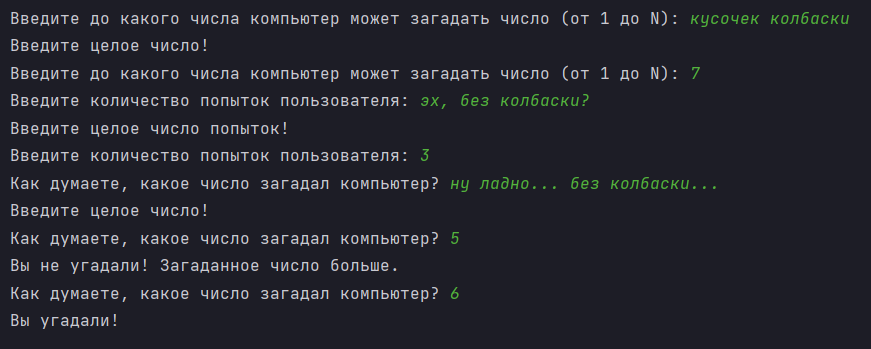 Введите до какого числа компьютер может загадать число (от 1 до N): кусочек колбаски
Введите целое число!
Введите до какого числа компьютер может загадать число (от 1 до N): 7
Введите количество попыток пользователя: эх, без колбаски?
Введите целое число попыток!
Введите количество попыток пользователя: 3
Как думаете, какое число загадал компьютер? ну ладно... без колбаски...
Введите целое число!
Как думаете, какое число загадал компьютер? 5
Вы не угадали! Загаданное число больше.
Как думаете, какое число загадал компьютер? 6
Вы угадали!